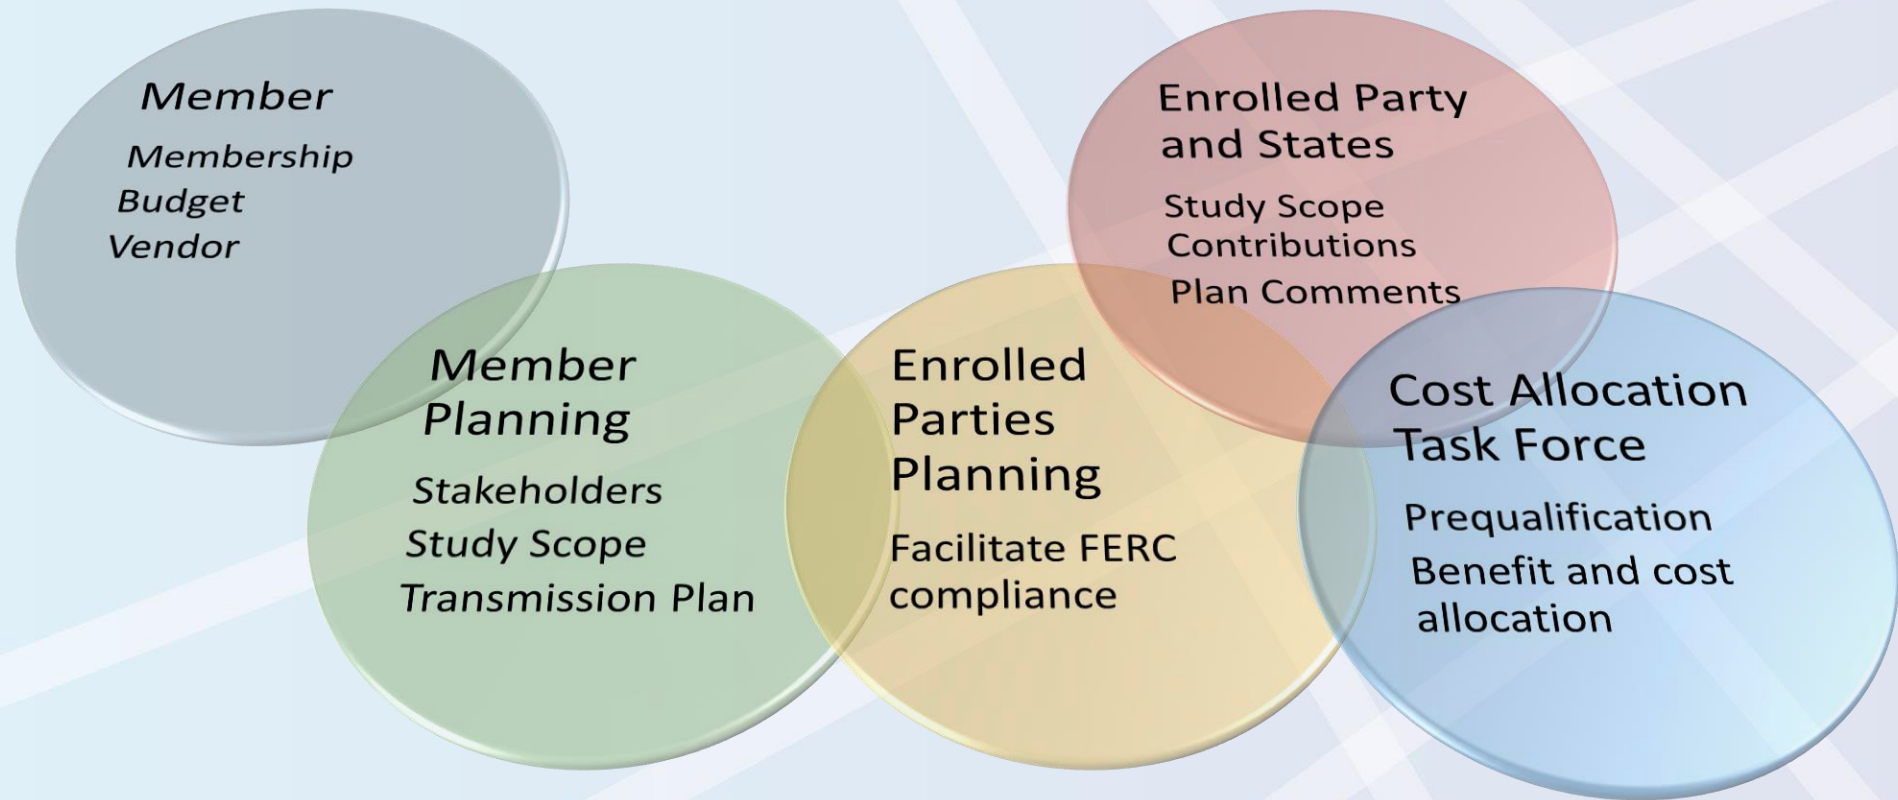 Member
Membership
Budget
Vendor
Member
Planning
Stakeholders
Study Scope
Transmission Plan
Enrolled
Parties
Planning
Facilitate FERC
compliance
Enrolled Party
and States
Study Scope
Contributions
Plan Comments
Cost Allocation
Task Force
Prequalification
Benefit and cost
allocation